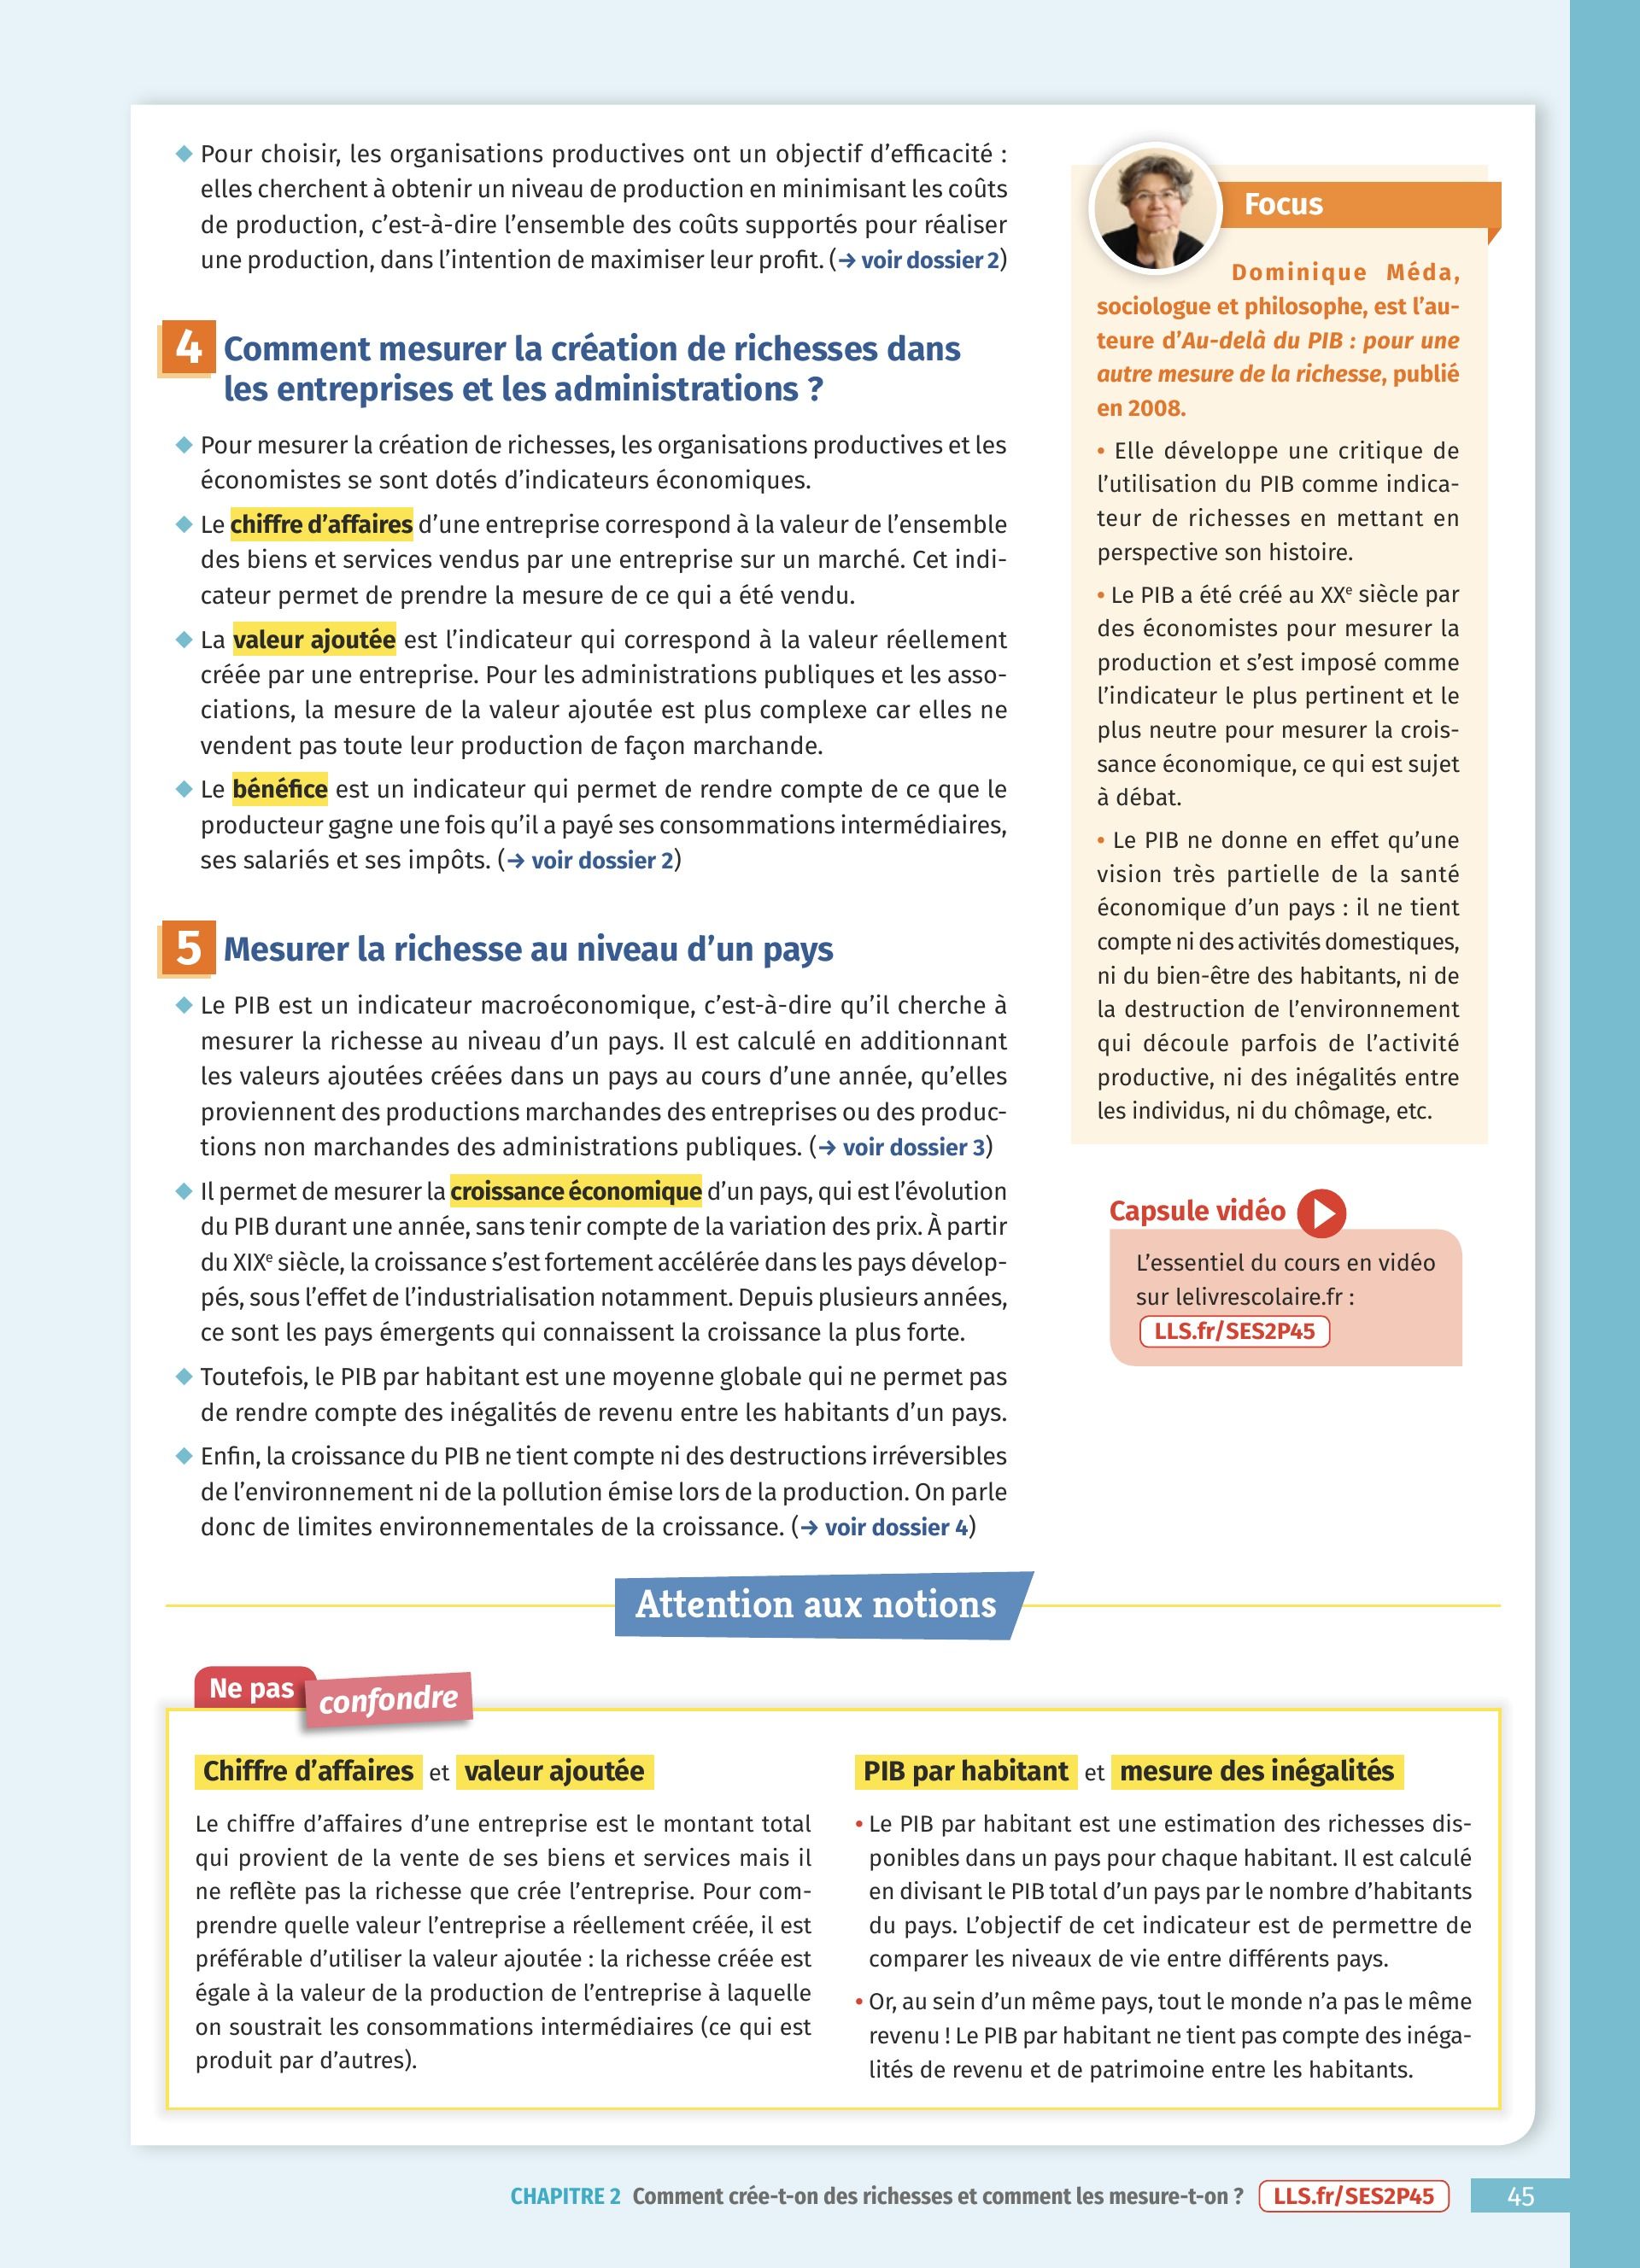 Pour choisir, les organisations productives ont un objectif d’efficacité :
elles cherchent à obtenir un niveau de production en minimisant les coûts
de production, c’est-à-dire l’ensemble des coûts supportés pour réaliser
une production, dans l’intention de maximiser leur profit. (→ voir dossier 2)
4 Comment mesurer la création de richesses dans
les entreprises et les administrations ?
Pour mesurer la création de richesses, les organisations productives et les
économistes se sont dotés d’indicateurs économiques.
Le chiffre d’affaires d’une entreprise correspond à la valeur de l’ensemble
des biens et services vendus par une entreprise sur un marché. Cet indi-
cateur permet de prendre la mesure de ce qui a été vendu.
La valeur ajoutée est l’indicateur qui correspond à la valeur réellement
créée par une entreprise. Pour les administrations publiques et les asso-
ciations, la mesure de la valeur ajoutée est plus complexe car elles ne
vendent pas toute leur production de façon marchande.
Le bénéfice est un indicateur qui permet de rendre compte de ce que le
producteur gagne une fois qu’il a payé ses consommations intermédiaires,
ses salariés et ses impôts. (→ voir dossier 2)
5 Mesurer la richesse au niveau d’un pays
Le PIB est un indicateur macroéconomique, c’est-à-dire qu’il cherche à
mesurer la richesse au niveau d’un pays. Il est calculé en additionnant
les valeurs ajoutées créées dans un pays au cours d’une année, qu’elles
proviennent des productions marchandes des entreprises ou des produc-
tions non marchandes des administrations publiques. (→ voir dossier 3)
Il permet de mesurer la croissance économique d’un pays, qui est l’évolution
du PIB durant une année, sans tenir compte de la variation des prix. À partir
du XIXe siècle, la croissance s’est fortement accélérée dans les pays dévelop-
pés, sous l’effet de l’industrialisation notamment. Depuis plusieurs années,
ce sont les pays émergents qui connaissent la croissance la plus forte.
Toutefois, le PIB par habitant est une moyenne globale qui ne permet pas
de rendre compte des inégalités de revenu entre les habitants d’un pays.
Enfin, la croissance du PIB ne tient compte ni des destructions irréversibles
de l’environnement ni de la pollution émise lors de la production. On parle
donc de limites environnementales de la croissance. (→ voir dossier 4)
Focus
Dominique Méda,
sociologue et philosophe, est l’au-
teure d’Au-delà du PIB : pour une
autre mesure de la richesse, publié
en 2008.
• Elle développe une critique de
l’utilisation du PIB comme indica-
teur de richesses en mettant en
perspective son histoire.
• Le PIB a été créé au XXe siècle par
des économistes pour mesurer la
production et s’est imposé comme
l’indicateur le plus pertinent et le
plus neutre pour mesurer la crois-
sance économique, ce qui est sujet
à débat.
• Le PIB ne donne en effet qu’une
vision très partielle de la santé
économique d’un pays : il ne tient
compte ni des activités domestiques,
ni du bien-être des habitants, ni de
la destruction de l’environnement
qui découle parfois de l’activité
productive, ni des inégalités entre
les individus, ni du chômage, etc.
Capsule vidéo
L’essentiel du cours en vidéo
sur lelivrescolaire.fr :
LLS.fr/SES2P45
Attention aux notions
Ne pas confondre
Chiffre d’affaires et valeur ajoutée
Le chiffre d’affaires d’une entreprise est le montant total
qui provient de la vente de ses biens et services mais il
ne reflète pas la richesse que crée l’entreprise. Pour com-
prendre quelle valeur l’entreprise a réellement créée, il est
préférable d’utiliser la valeur ajoutée : la richesse créée est
égale à la valeur de la production de l’entreprise à laquelle
on soustrait les consommations intermédiaires (ce qui est
produit par d’autres).
PIB par habitant et mesure des inégalités
• Le PIB par habitant est une estimation des richesses dis-
ponibles dans un pays pour chaque habitant. Il est calculé
en divisant le PIB total d’un pays par le nombre d’habitants
du pays. L’objectif de cet indicateur est de permettre de
comparer les niveaux de vie entre différents pays.
• Or, au sein d’un même pays, tout le monde n’a pas le même
revenu ! Le PIB par habitant ne tient pas compte des inéga-
lités de revenu et de patrimoine entre les habitants.
CHAPITRE 2 Comment crée-t-on des richesses et comment les mesure-t-on ? LLS.fr/SES2P45 45